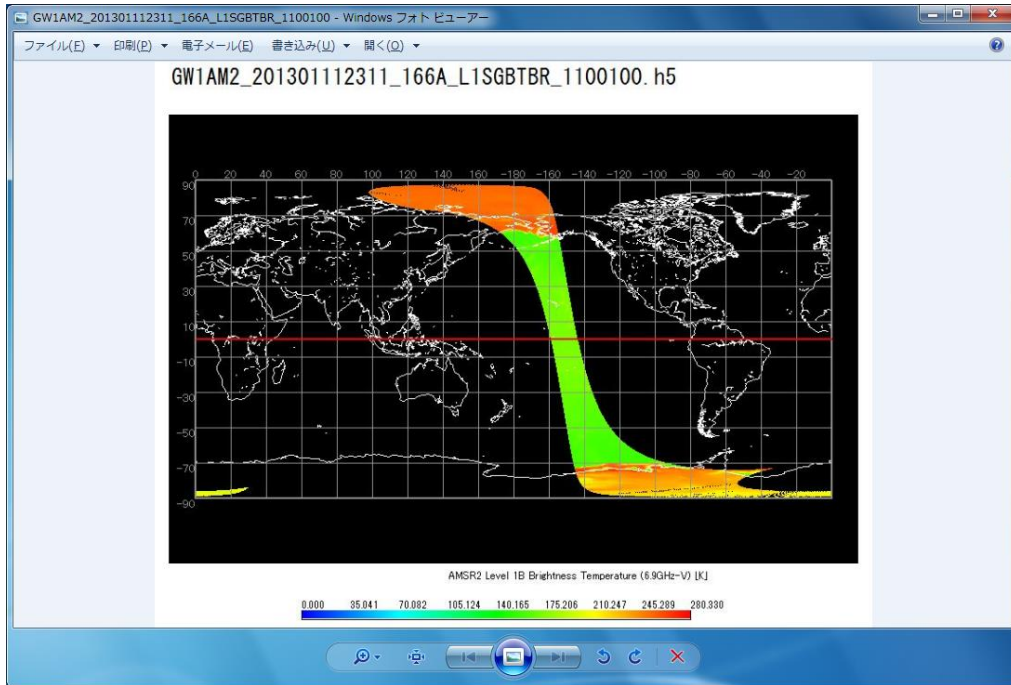 GW1AM2_201301112311_166A_L1SGBTBR_1100100 - Windows フォト ビューアー
ファイル(F) 印刷(P) 電子メール(E) 書き込み(U) 開く(O)
GW1AM2_201301112311_166A_L1SGBTBR_1100100.h5
0 20 40 60 80 100 120 140 160 -180 -160 -140 -120 -100 -80 -60 -40 -20
90
70
50
30
10
-10
-30
-50
-70
-90
AMSR2 Level 1B Brightness Temperature (6.9GHz-V) [K]
0.000 35.041 70.082 105.124 140.165 175.206 210.247 245.289 280.330